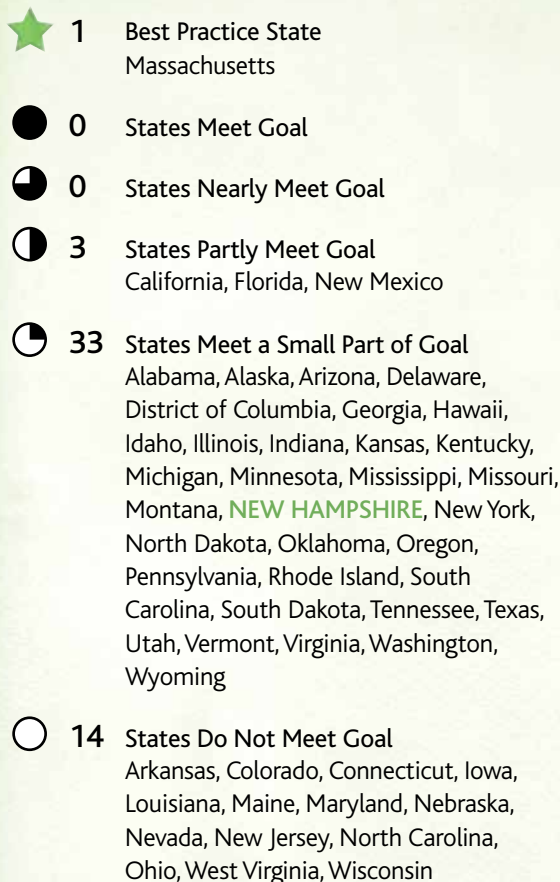 1 Best Practice State
Massachusetts
0 States Meet Goal
0 States Nearly Meet Goal
3 States Partly Meet Goal
California, Florida, New Mexico
33 States Meet a Small Part of Goal
Alabama, Alaska, Arizona, Delaware,
District of Columbia, Georgia, Hawaii,
Idaho, Illinois, Indiana, Kansas, Kentucky,
Michigan, Minnesota, Mississippi, Missouri,
Montana, NEW HAMPSHIRE, New York,
North Dakota, Oklahoma, Oregon,
Pennsylvania, Rhode Island, South
Carolina, South Dakota, Tennessee, Texas,
Utah, Vermont, Virginia, Washington,
Wyoming
14 States Do Not Meet Goal
Arkansas, Colorado, Connecticut, Iowa,
Louisiana, Maine, Maryland, Nebraska,
Nevada, New Jersey, North Carolina,
Ohio, West Virginia, Wisconsin